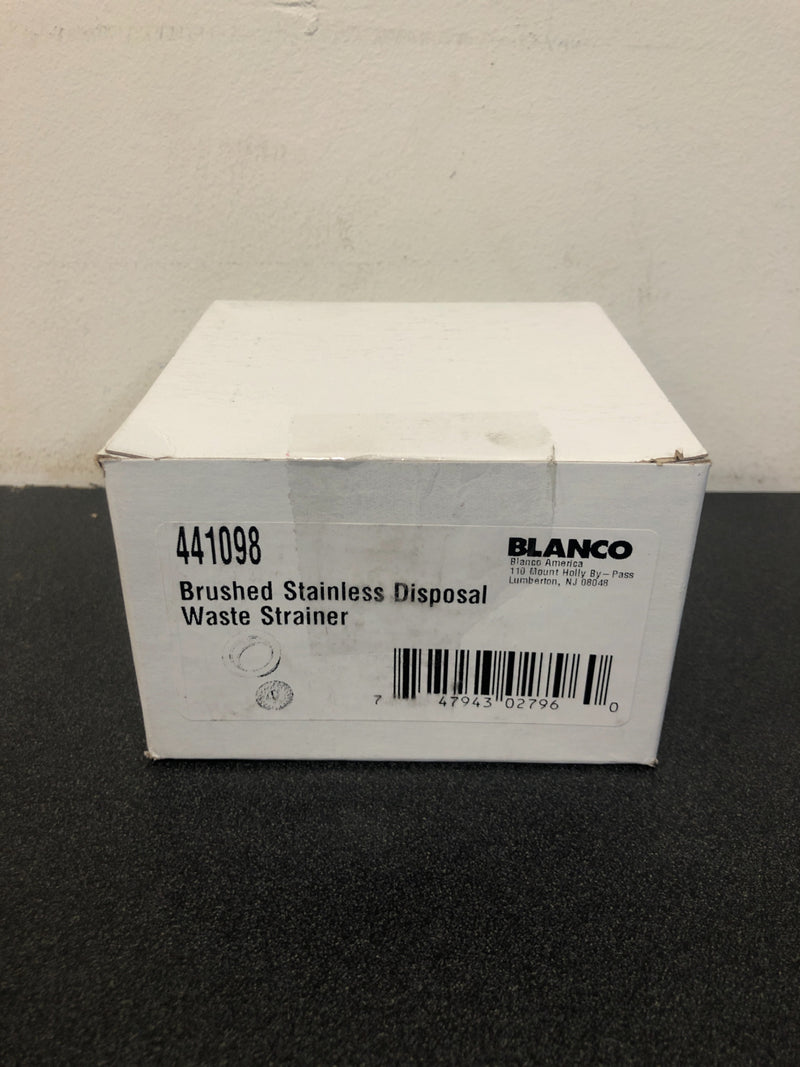 441098
BLANCO
Blanco America
110 Mount Holly By-Pass
Lumberton, NJ 08048
Brushed Stainless Disposal
Waste Strainer
7 47943 02796 0